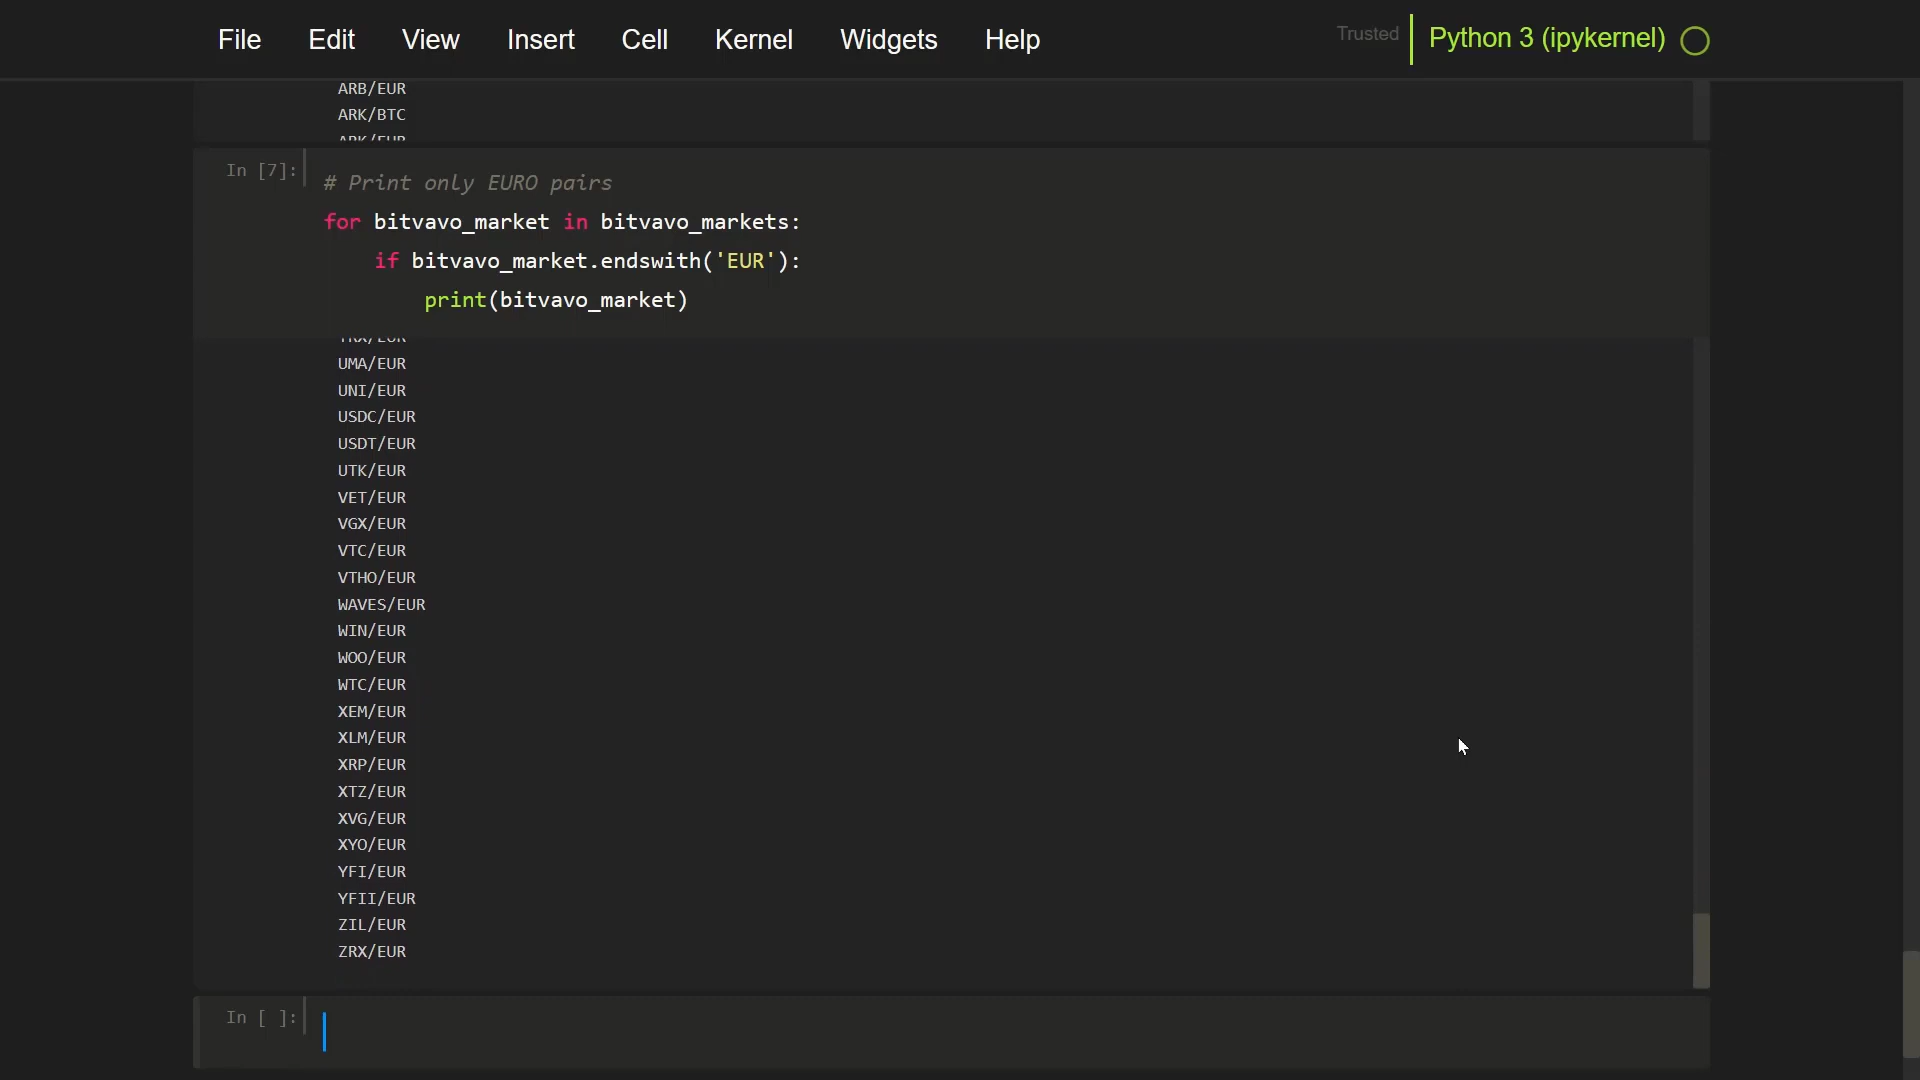 File Edit View Insert Cell Kernel Widgets Help Trusted Python 3 (ipykernel)
ARB/EUR
ARK/BTC
ARK/EUR
In [7]:
# Print only EURO pairs
for bitvavo_market in bitvavo_markets:
    if bitvavo_market.endswith('EUR'):
        print(bitvavo_market)
TRX/EUR
UMA/EUR
UNI/EUR
USDC/EUR
USDT/EUR
UTK/EUR
VET/EUR
VGX/EUR
VTC/EUR
VTHO/EUR
WAVES/EUR
WIN/EUR
WOO/EUR
WTC/EUR
XEM/EUR
XLM/EUR
XRP/EUR
XTZ/EUR
XVG/EUR
XYO/EUR
YFI/EUR
YFII/EUR
ZIL/EUR
ZRX/EUR
In [ ]: